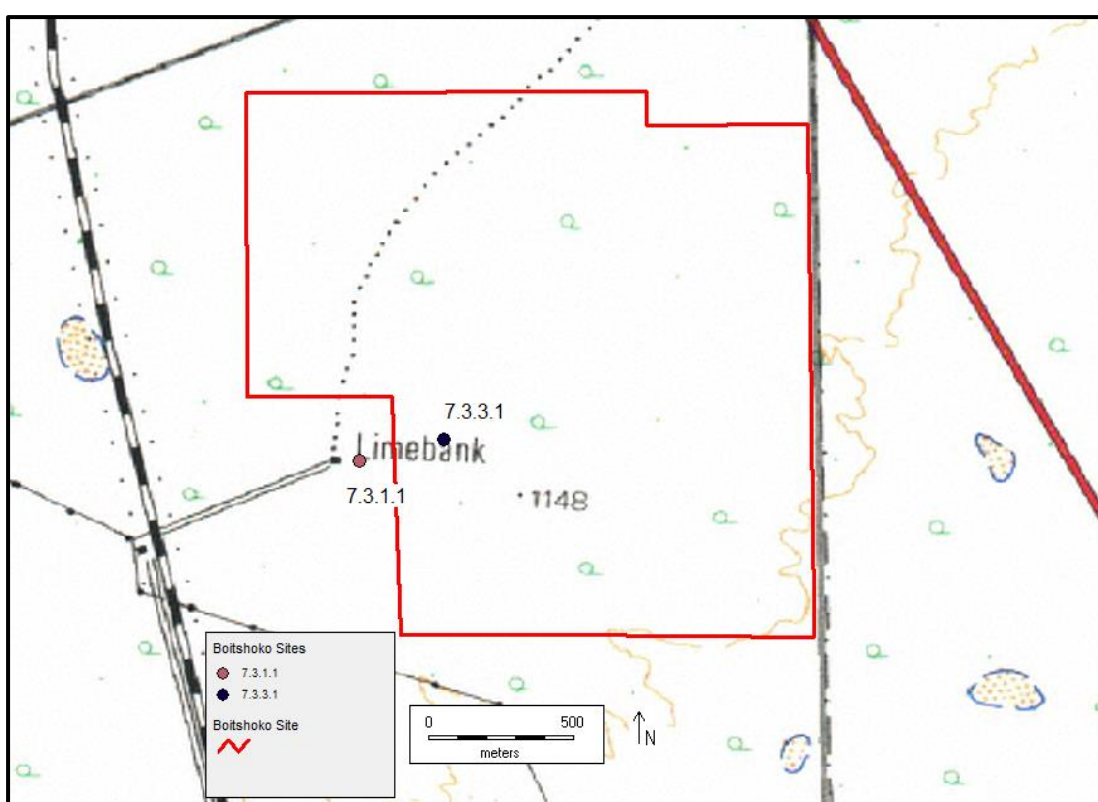 7.3.3.1
Limebank
7.3.1.1
1148
Boitshoko Sites
7.3.1.1
7.3.3.1
Boitshoko Site
0 500
meters
N